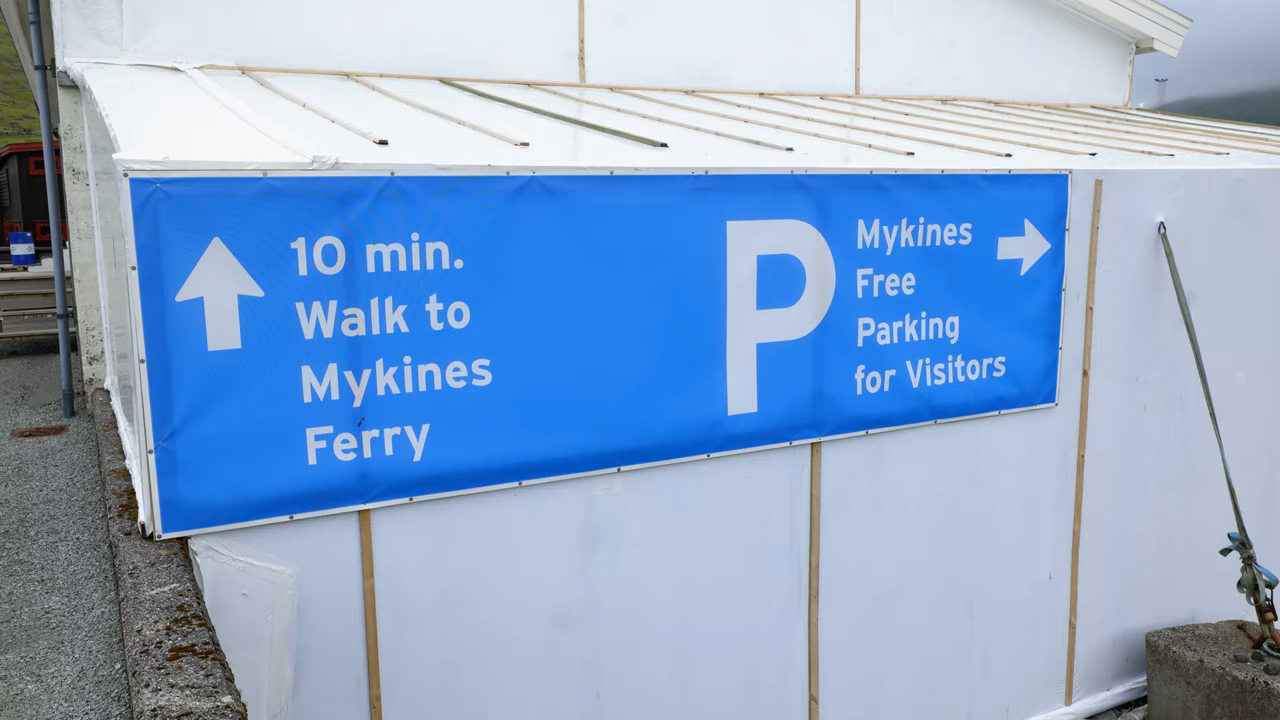 10 min.
Walk to
Mykines
Ferry
P
Mykines
Free
Parking
for Visitors